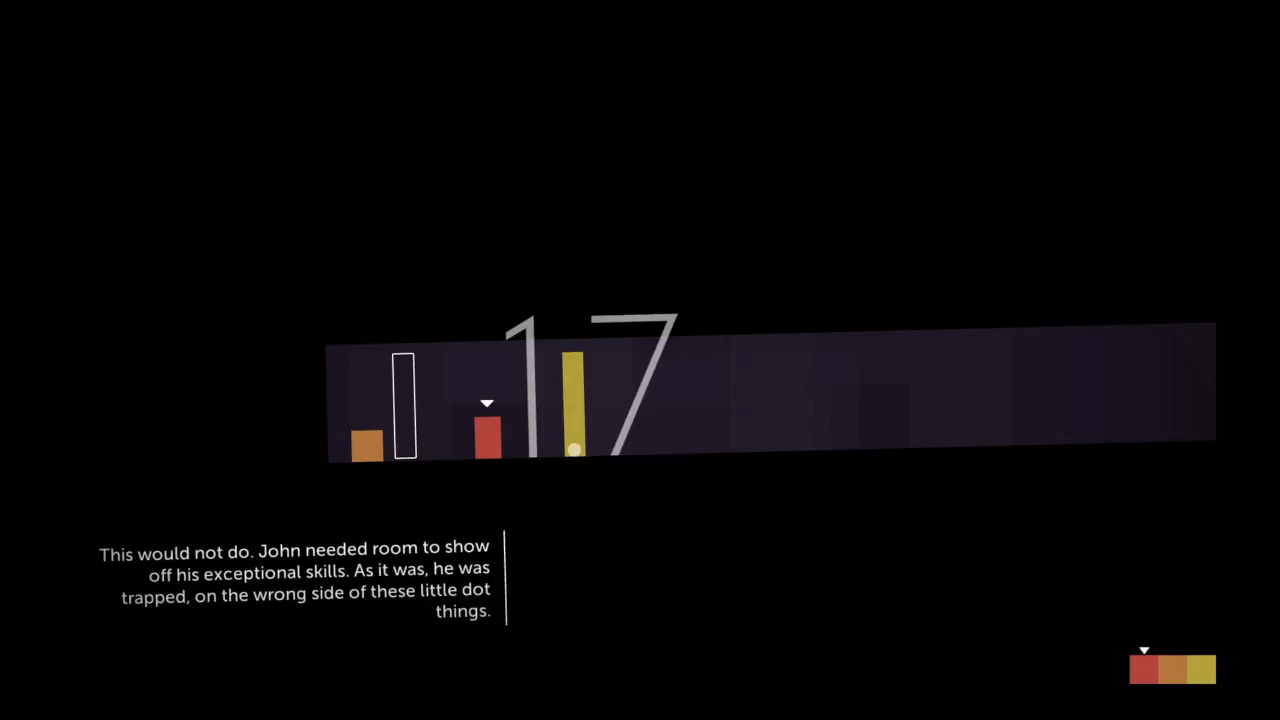 17
This would not do. John needed room to show
off his exceptional skills. As it was, he was
trapped, on the wrong side of these little dot
things.